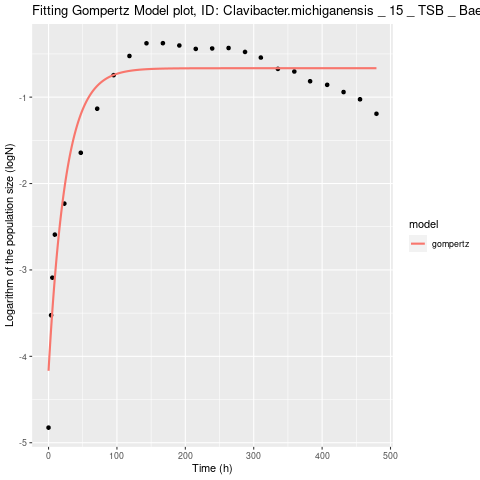 Fitting Gompertz Model plot, ID: Clavibacter.michiganensis _ 15 _ TSB _ Bae
Logarithm of the population size (logN)
-1
-2
-3
-4
-5
0 100 200 300 400 500
Time (h)
model
gompertz